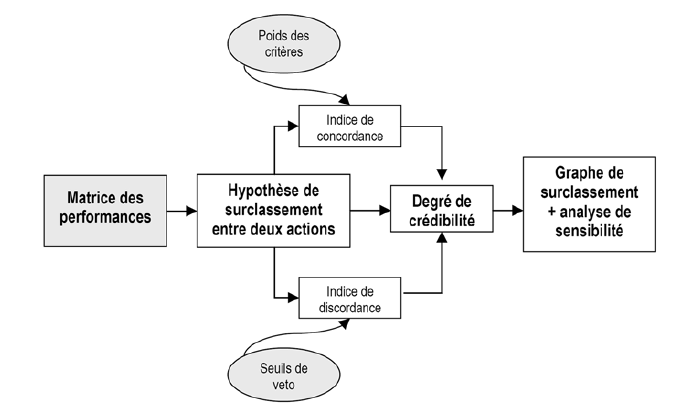 Poids des
critères
Indice de
concordance
Matrice des
performances
Hypothèse de
surclassement
entre deux actions
Degré de
crédibilité
Graphe de
surclassement
+ analyse de
sensibilité
Indice de
discordance
Seuils de
veto